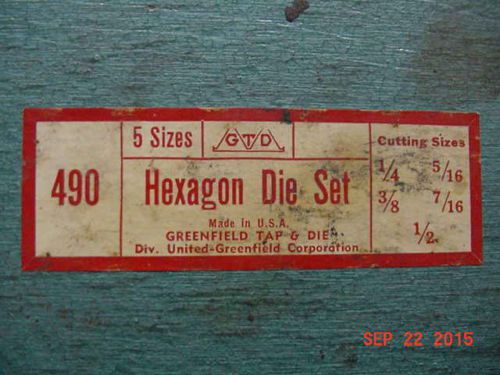 490
5 Sizes
GTD
Hexagon Die Set
Made in U.S.A.
GREENFIELD TAP & DIE
Div. United-Greenfield Corporation
Cutting Sizes
1/4 5/16
3/8 7/16
1/2
SEP 22 2015